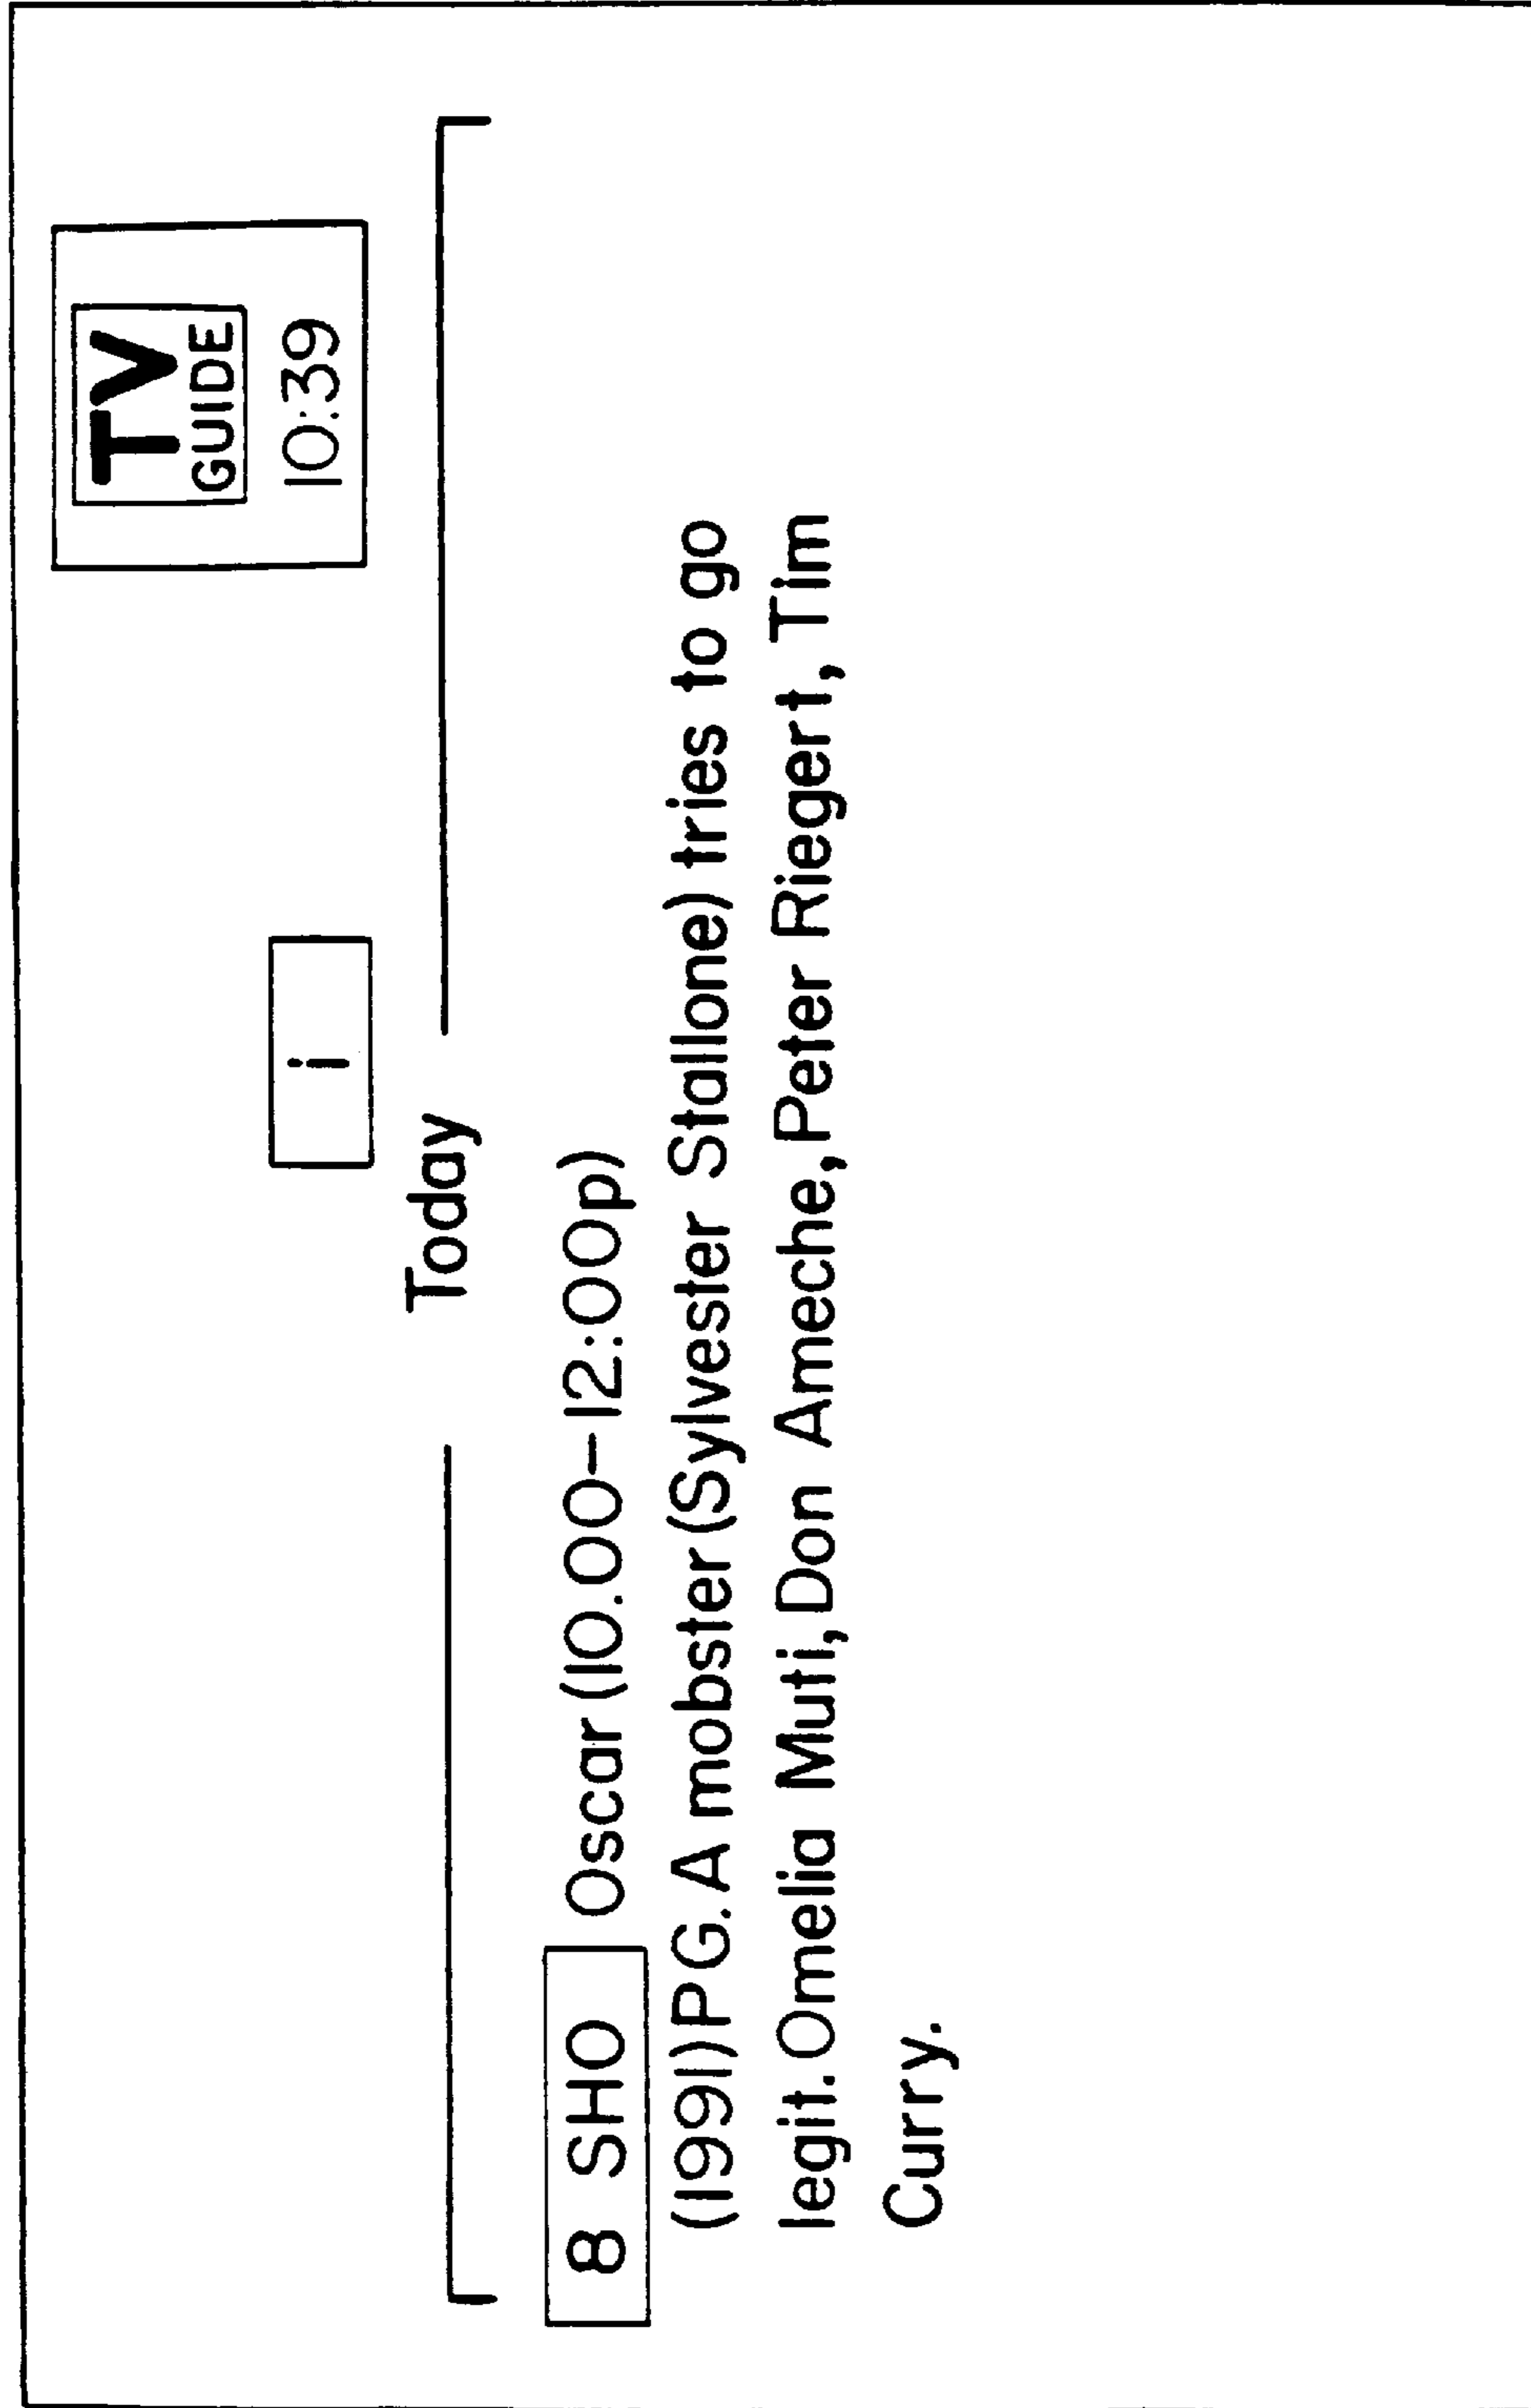 TV
GUIDE
10:39
i
Today
8 SHO Oscar (10.00-12:00p)
(1991) PG. A mobster (Sylvester Stallone) tries to go
legit. Omelia Muti, Don Ameche, Peter Riegert, Tim
Curry.